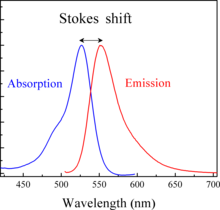 Stokes shift
Absorption
Emission
450 500 550 600 650 700
Wavelength (nm)